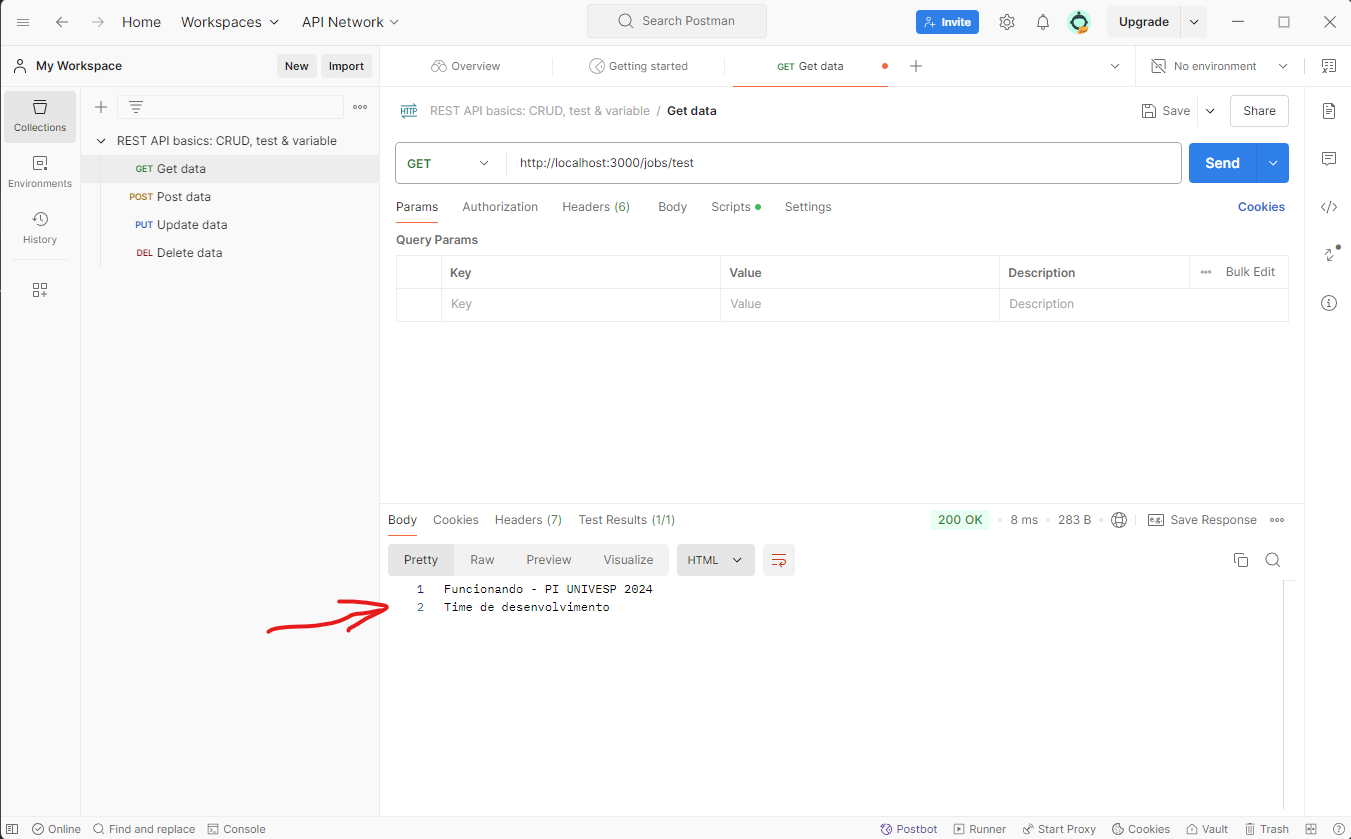 Home Workspaces API Network Search Postman Invite Upgrade
My Workspace New Import Overview Getting started GET Get data No environment
Collections
Environments
History
REST API basics: CRUD, test & variable
GET Get data
POST Post data
PUT Update data
DEL Delete data
HTTP REST API basics: CRUD, test & variable / Get data Save Share
GET http://localhost:3000/jobs/test Send
Params Authorization Headers (6) Body Scripts Settings Cookies
Query Params
Key Value Description Bulk Edit
Key Value Description
Body Cookies Headers (7) Test Results (1/1) 200 OK 8 ms 283 B e.g. Save Response
Pretty Raw Preview Visualize HTML
1 Funcionando - PI UNIVESP 2024
2 Time de desenvolvimento
Online Find and replace Console Postbot Runner Start Proxy Cookies Vault Trash